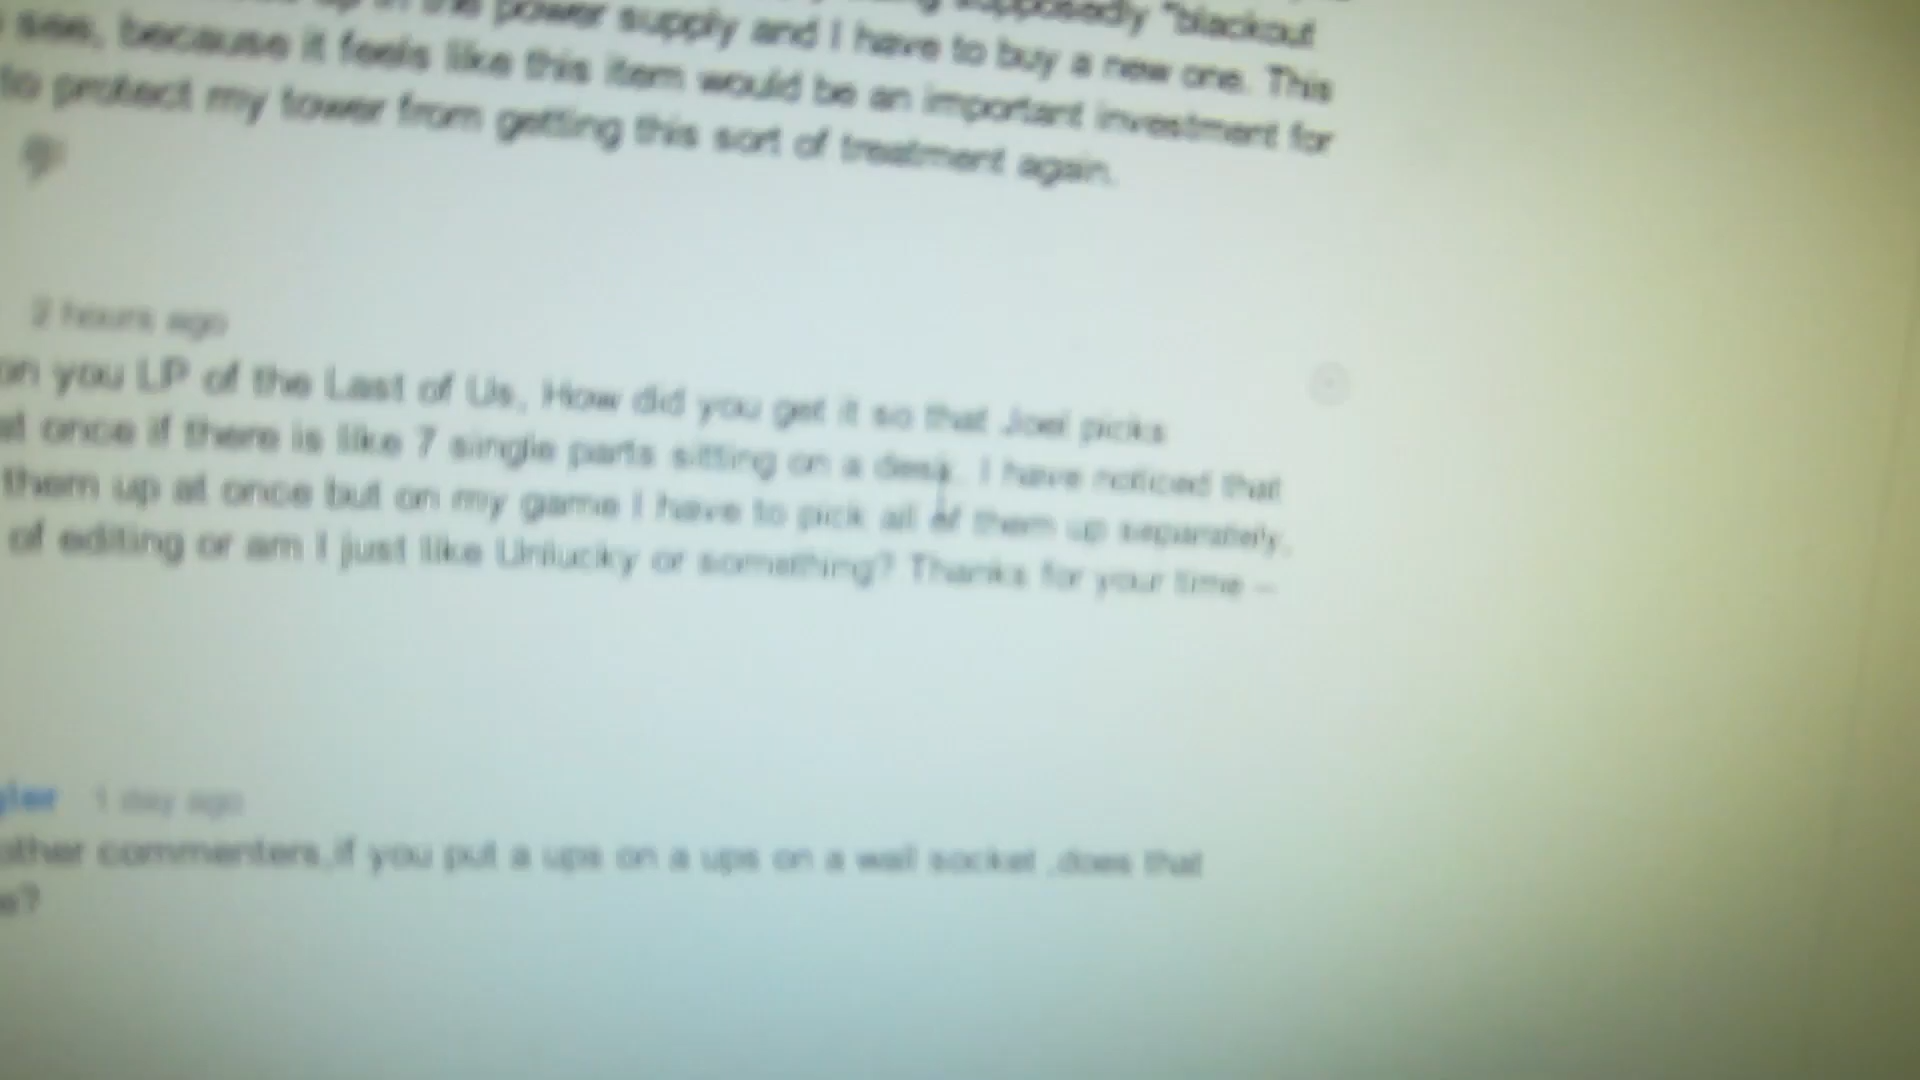 supposedly "blackout
power supply and I have to buy a new one. This
see, because it feels like this item would be an important investment for
to protect my tower from getting this sort of treatment again.
2 hours ago
on you LP of the Last of Us, How did you get it so that Joel picks
at once if there is like 7 single parts sitting on a desk. I have noticed that
them up at once but on my game I have to pick all of them up separately,
of editing or am I just like Unlucky or something? Thanks for your time --
1 day ago
other commenters,if you put a ups on a ups on a wall socket ,does that